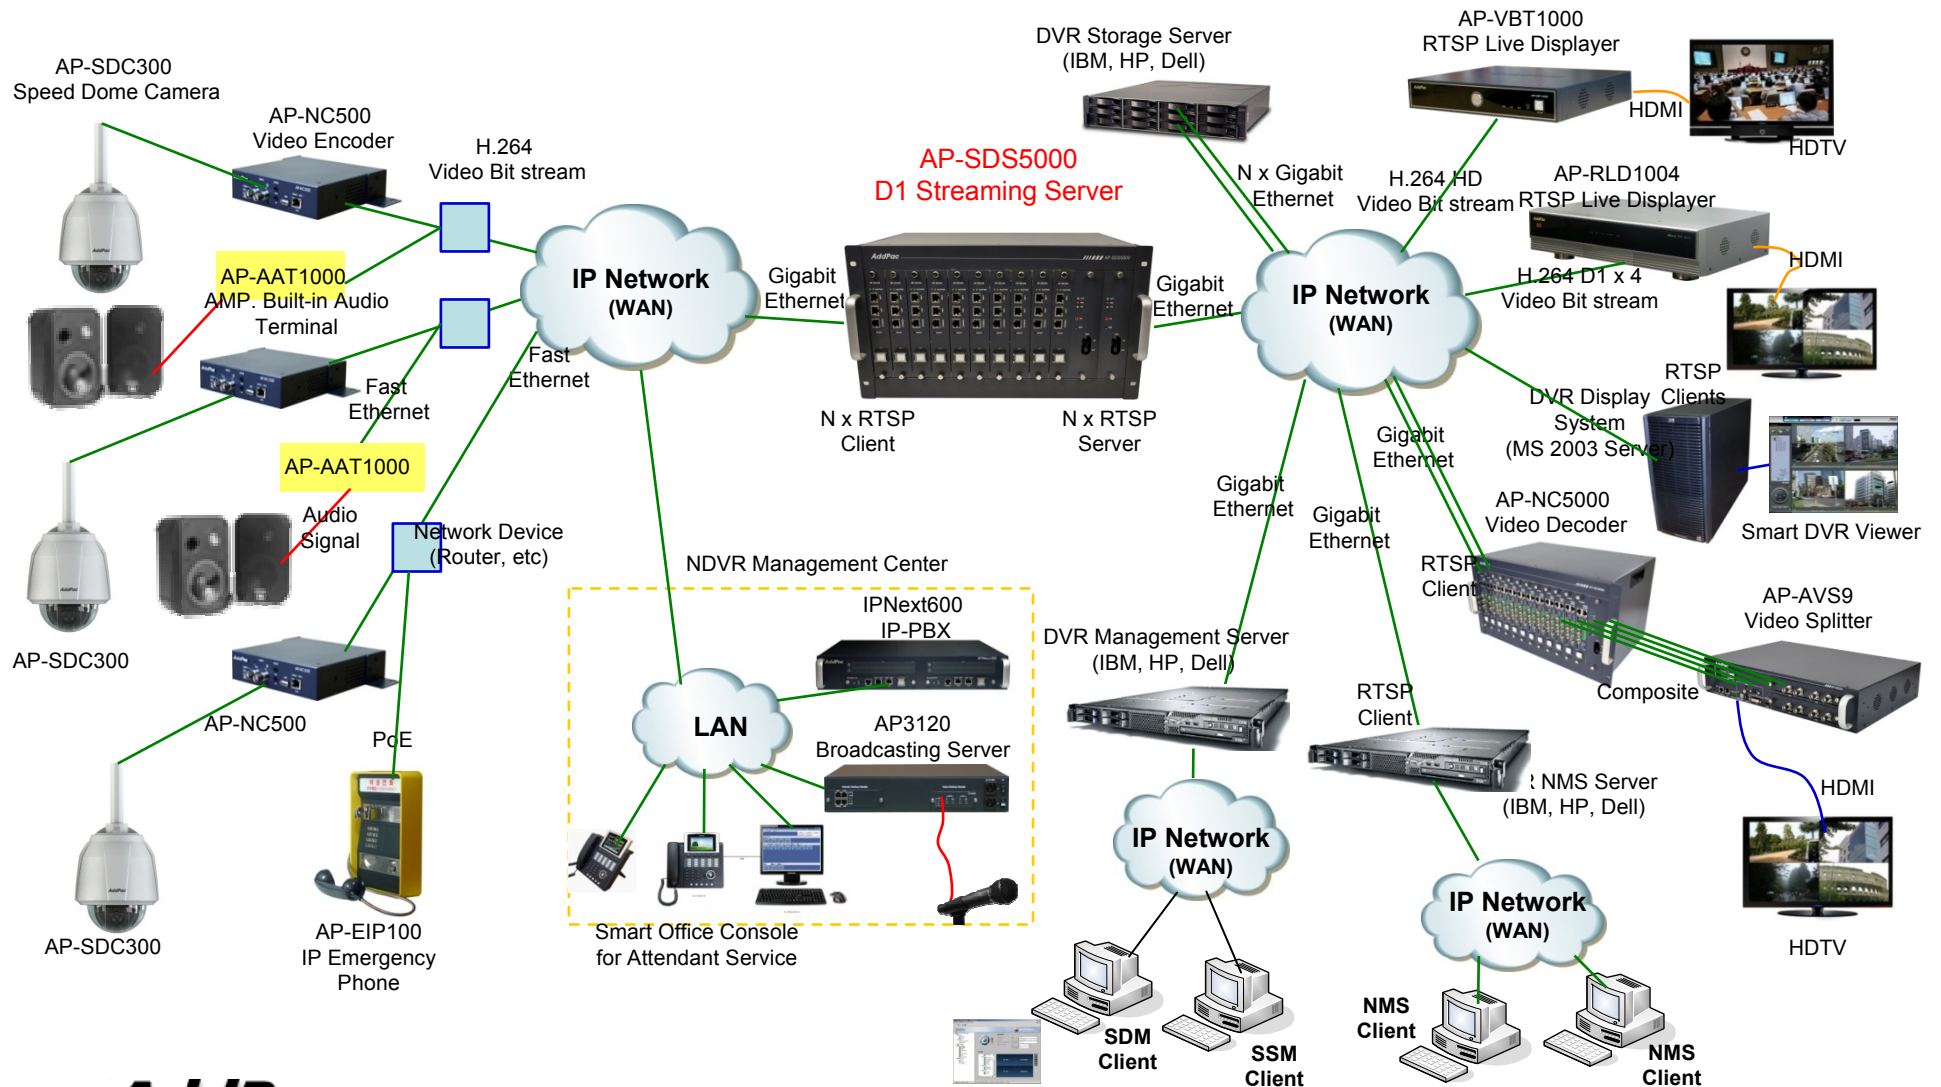 AP-SDC300
Speed Dome Camera
AP-NC500
Video Encoder
H.264
Video Bit stream
AP-AAT1000
AMP. Built-in Audio
Terminal
Fast
Ethernet
AP-AAT1000
Audio
Signal
AP-SDC300
Network Device
(Router, etc)
AP-NC500
PoE
AP-SDC300
AP-EIP100
IP Emergency
Phone
IP Network
(WAN)
Fast
Ethernet
Gigabit
Ethernet
AP-SDS5000
D1 Streaming Server
AddPac
N x RTSP
Client
N x RTSP
Server
Gigabit
Ethernet
NDVR Management Center
IPNext600
IP-PBX
LAN
AP3120
Broadcasting Server
Smart Office Console
for Attendant Service
DVR Storage Server
(IBM, HP, Dell)
N x Gigabit
Ethernet
IP Network
(WAN)
AP-VBT1000
RTSP Live Displayer
HDMI
HDTV
H.264 HD
Video Bit stream
AP-RLD1004
RTSP Live Displayer
HDMI
H.264 D1 x 4
Video Bit stream
RTSP
Clients
DVR Display
System
(MS 2003 Server)
Smart DVR Viewer
Gigabit
Ethernet
Gigabit
Ethernet
Gigabit
Ethernet
AP-NC5000
Video Decoder
RTSP
Client
AP-AVS9
Video Splitter
Composite
HDMI
HDTV
DVR Management Server
(IBM, HP, Dell)
RTSP
Client
NMS Server
(IBM, HP, Dell)
IP Network
(WAN)
IP Network
(WAN)
SDM
Client
SSM
Client
NMS
Client
NMS
Client